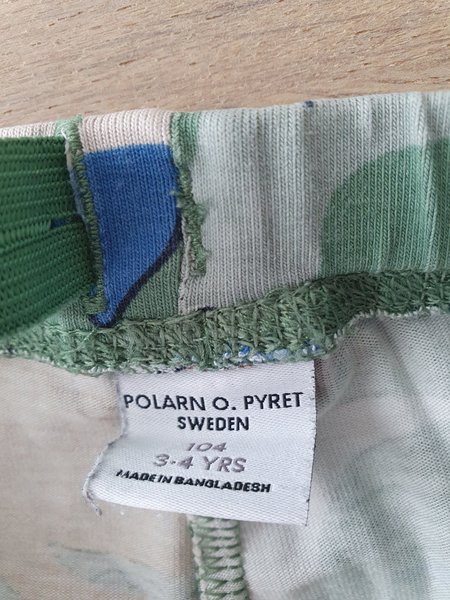 POLARN O. PYRET
SWEDEN
104
3-4 YRS
MADE IN BANGLADESH